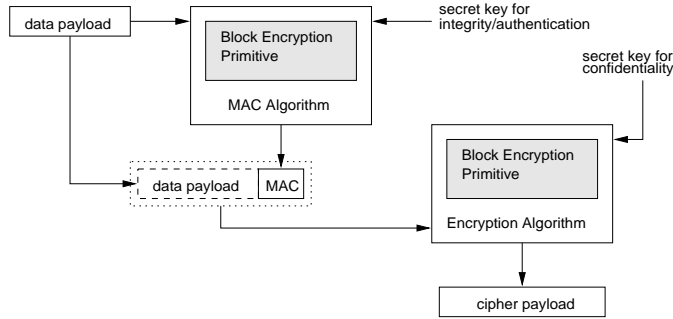 data payload
secret key for
integrity/authentication
Block Encryption
Primitive
MAC Algorithm
secret key for
confidentiality
Block Encryption
Primitive
Encryption Algorithm
data payload
MAC
cipher payload